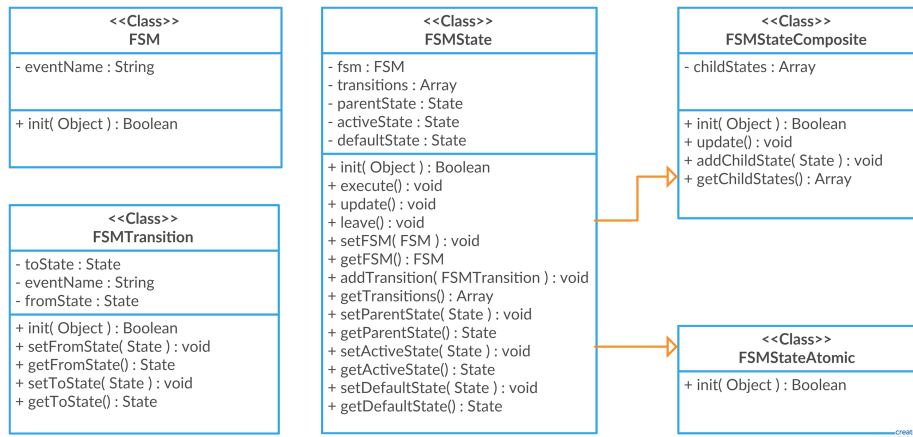 <<Class>>
FSM
- eventName : String
+ init( Object ) : Boolean
<<Class>>
FSMTransition
- toState : State
- eventName : String
- fromState : State
+ init( Object ) : Boolean
+ setFromState( State ) : void
+ getFromState() : State
+ setToState( State ) : void
+ getToState() : State
<<Class>>
FSMState
- fsm : FSM
- transitions : Array
- parentState : State
- activeState : State
- defaultState : State
+ init( Object ) : Boolean
+ execute() : void
+ update() : void
+ leave() : void
+ setFSM( FSM ) : void
+ getFSM() : FSM
+ addTransition( FSMTransition ) : void
+ getTransitions() : Array
+ setParentState( State ) : void
+ getParentState() : State
+ setActiveState( State ) : void
+ getActiveState() : State
+ setDefaultState( State ) : void
+ getDefaultState() : State
<<Class>>
FSMStateComposite
- childStates : Array
+ init( Object ) : Boolean
+ update() : void
+ addChildState( State ) : void
+ getChildStates() : Array
<<Class>>
FSMStateAtomic
+ init( Object ) : Boolean
create